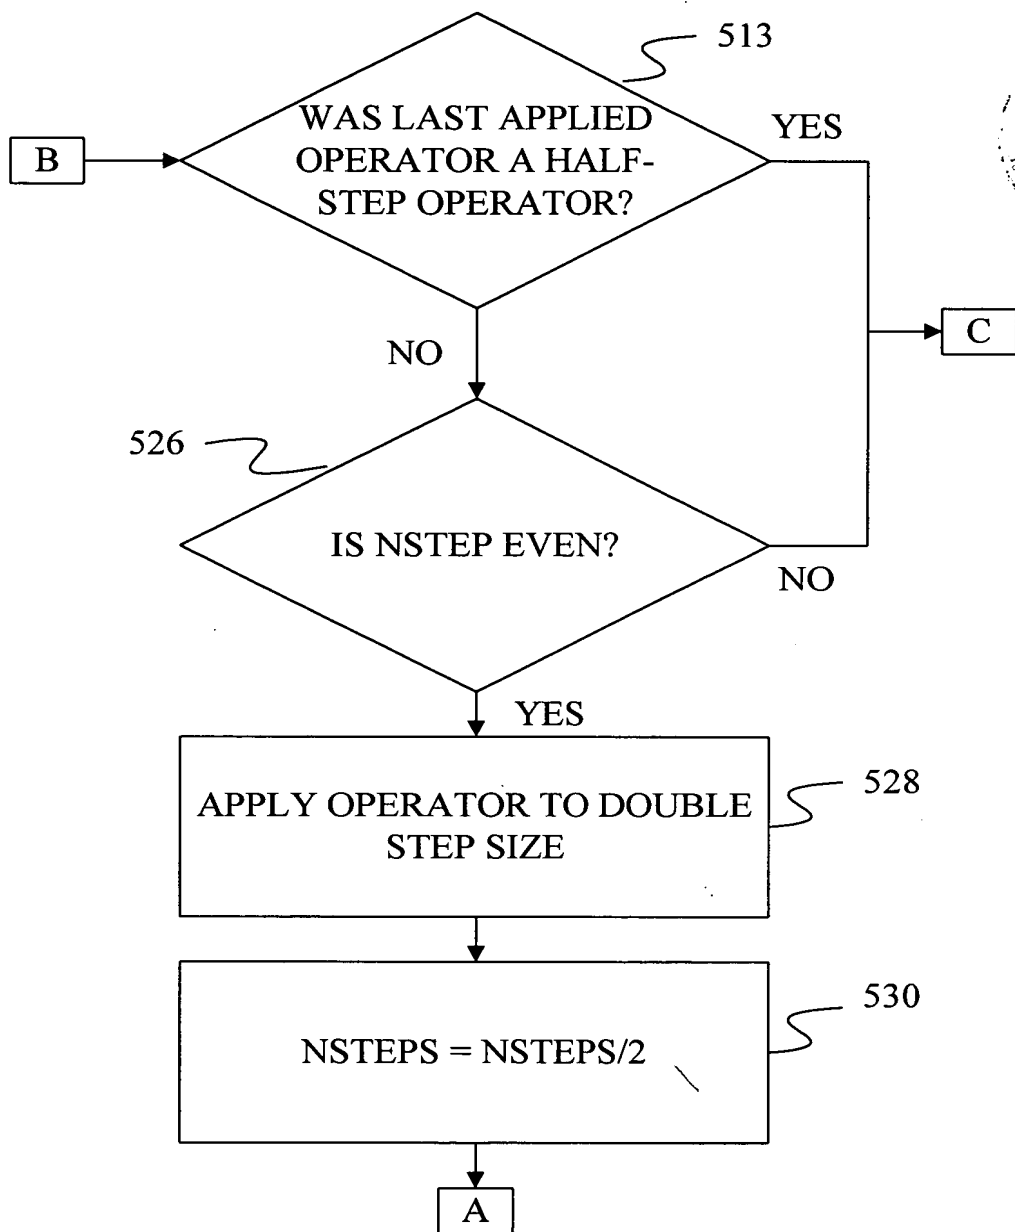 513
WAS LAST APPLIED
OPERATOR A HALF-
STEP OPERATOR?
YES
B
C
NO
526
IS NSTEP EVEN?
NO
YES
528
APPLY OPERATOR TO DOUBLE
STEP SIZE
530
NSTEPS = NSTEPS/2
A